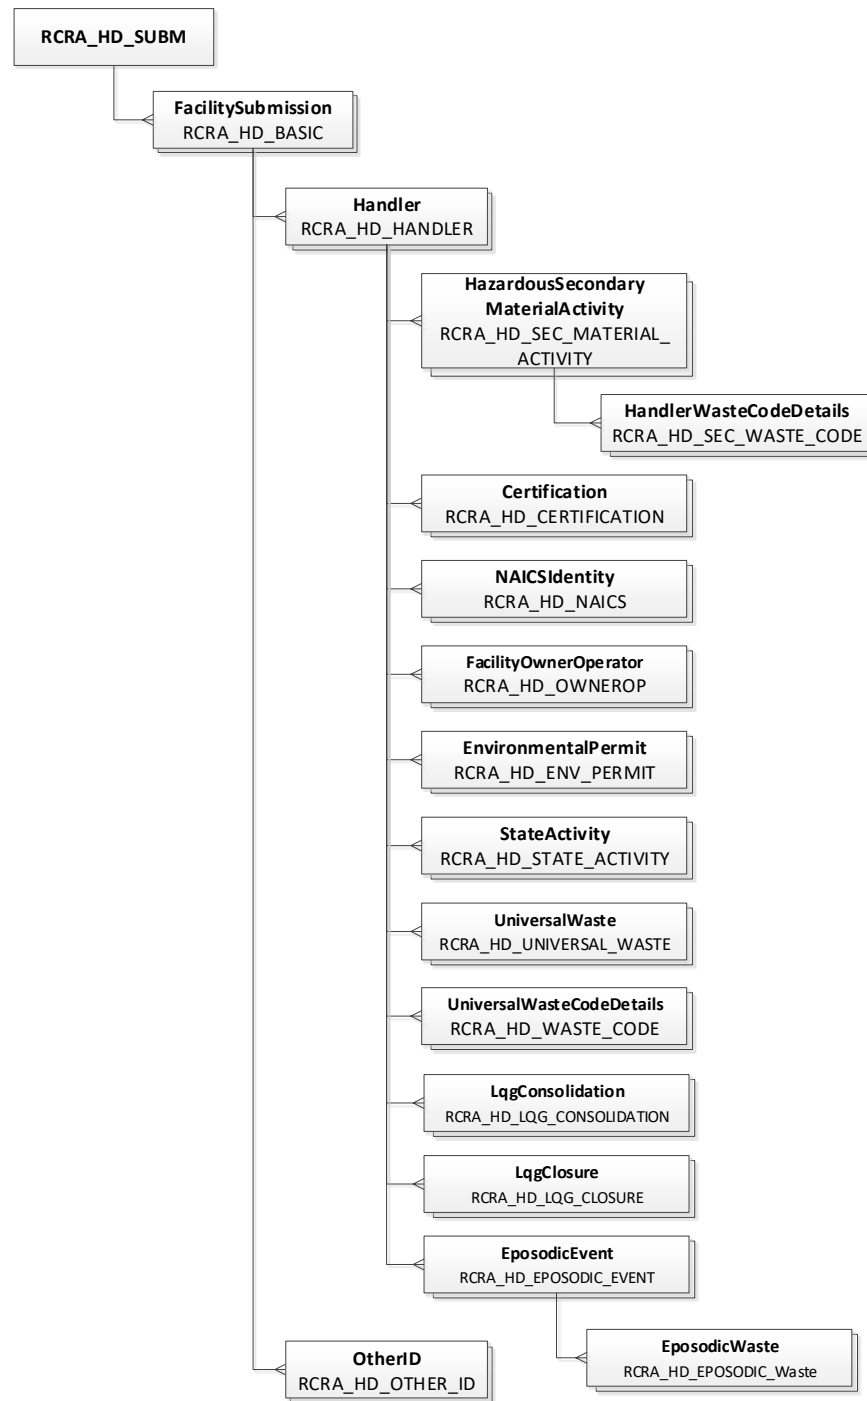 RCRA_HD_SUBM
FacilitySubmission
RCRA_HD_BASIC
Handler
RCRA_HD_HANDLER
HazardousSecondary
MaterialActivity
RCRA_HD_SEC_MATERIAL_
ACTIVITY
HandlerWasteCodeDetails
RCRA_HD_SEC_WASTE_CODE
Certification
RCRA_HD_CERTIFICATION
NAICSIdentity
RCRA_HD_NAICS
FacilityOwnerOperator
RCRA_HD_OWNEROP
EnvironmentalPermit
RCRA_HD_ENV_PERMIT
StateActivity
RCRA_HD_STATE_ACTIVITY
UniversalWaste
RCRA_HD_UNIVERSAL_WASTE
UniversalWasteCodeDetails
RCRA_HD_WASTE_CODE
LqgConsolidation
RCRA_HD_LQG_CONSOLIDATION
LqgClosure
RCRA_HD_LQG_CLOSURE
EposodicEvent
RCRA_HD_EPOSODIC_EVENT
EposodicWaste
RCRA_HD_EPOSODIC_Waste
OtherID
RCRA_HD_OTHER_ID